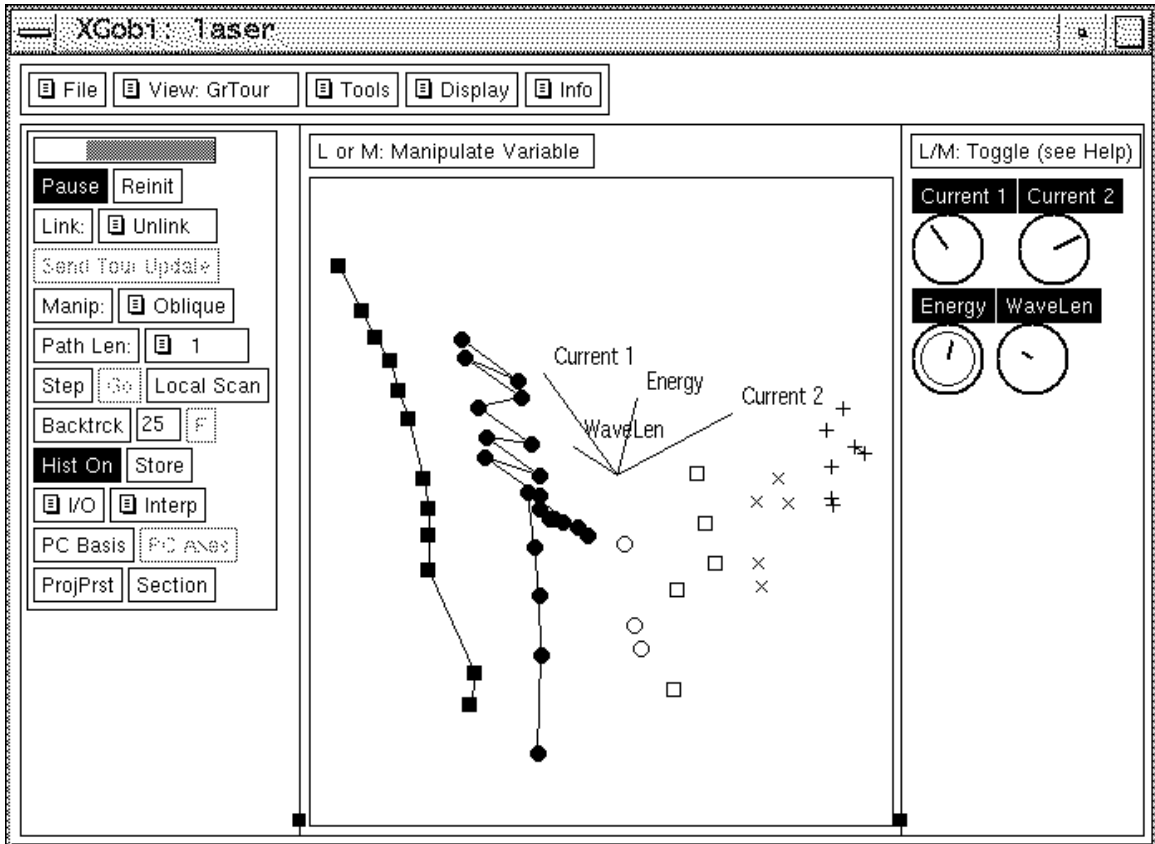 XGobi: laser
File View: GrTour Tools Display Info
L or M: Manipulate Variable
L/M: Toggle (see Help)
Pause Reinit
Link: Unlink
Send Tour Update
Manip: Oblique
Path Len: 1
Step Go Local Scan
Backtrck 25 F
Hist On Store
I/O Interp
PC Basis PC Axes
ProjPrst Section
Current 1
Energy
Current 2
WaveLen
Current 1 Current 2
Energy WaveLen